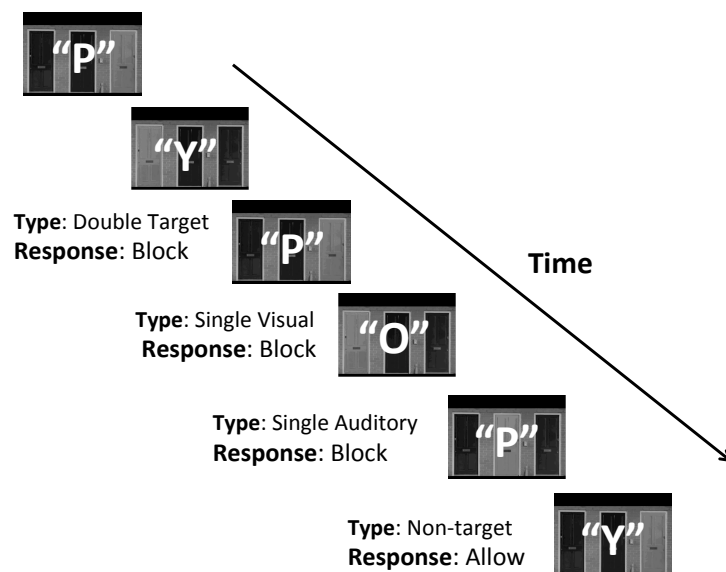 “P”
“Y”
Type: Double Target
Response: Block
“P”
Time
Type: Single Visual
Response: Block
“O”
Type: Single Auditory
Response: Block
“P”
Type: Non-target
Response: Allow
“Y”